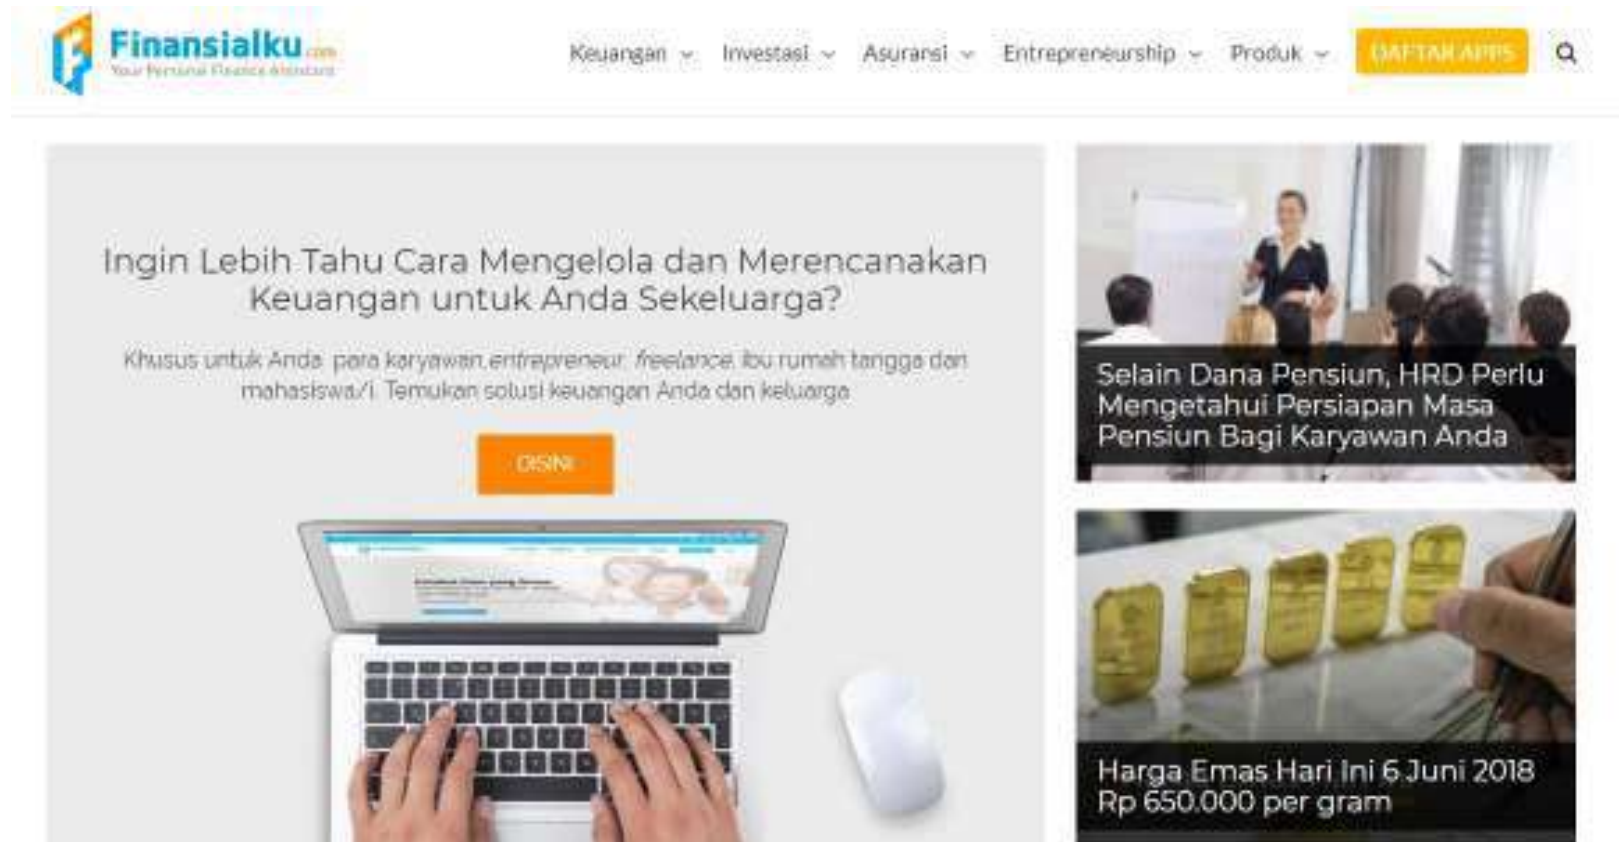 Finansialku.com
Your Personal Finance Assistant
Keuangan
Investasi
Asuransi
Entrepreneurship
Produk
DAFTAR APPS
Ingin Lebih Tahu Cara Mengelola dan Merencanakan
Keuangan untuk Anda Sekeluarga?
Khusus untuk Anda para karyawan, entrepreneur, freelance, ibu rumah tangga dan
mahasiswa/i. Temukan solusi keuangan Anda dan keluarga
DISINI
Selain Dana Pensiun, HRD Perlu
Mengetahui Persiapan Masa
Pensiun Bagi Karyawan Anda
Harga Emas Hari Ini 6 Juni 2018
Rp 650.000 per gram